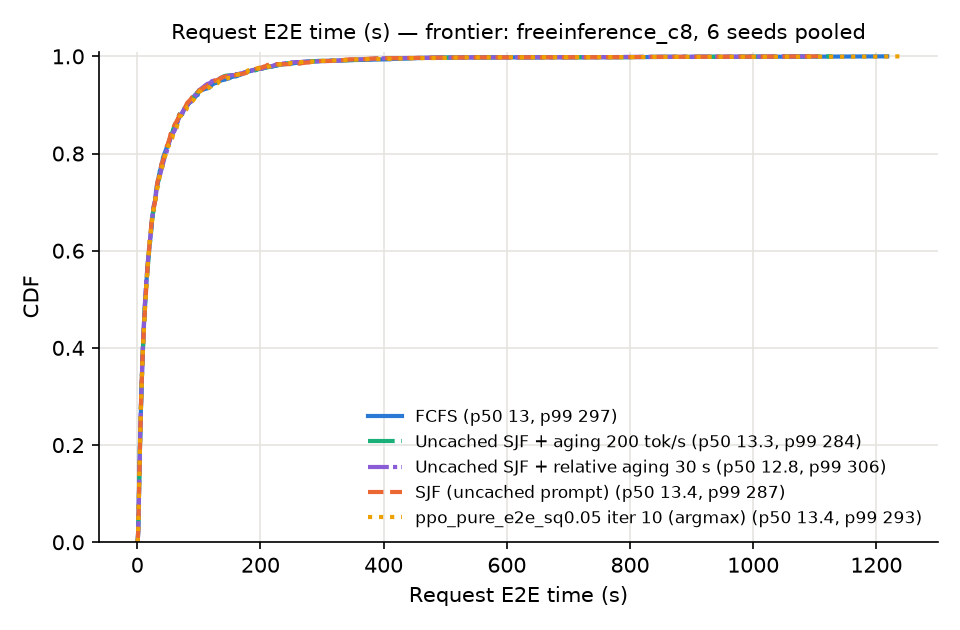 Request E2E time (s) — frontier: freeinference_c8, 6 seeds pooled
1.0
0.8
0.6
0.4
0.2
0.0
CDF
FCFS (p50 13, p99 297)
Uncached SJF + aging 200 tok/s (p50 13.3, p99 284)
Uncached SJF + relative aging 30 s (p50 12.8, p99 306)
SJF (uncached prompt) (p50 13.4, p99 287)
ppo_pure_e2e_sq0.05 iter 10 (argmax) (p50 13.4, p99 293)
0 200 400 600 800 1000 1200
Request E2E time (s)